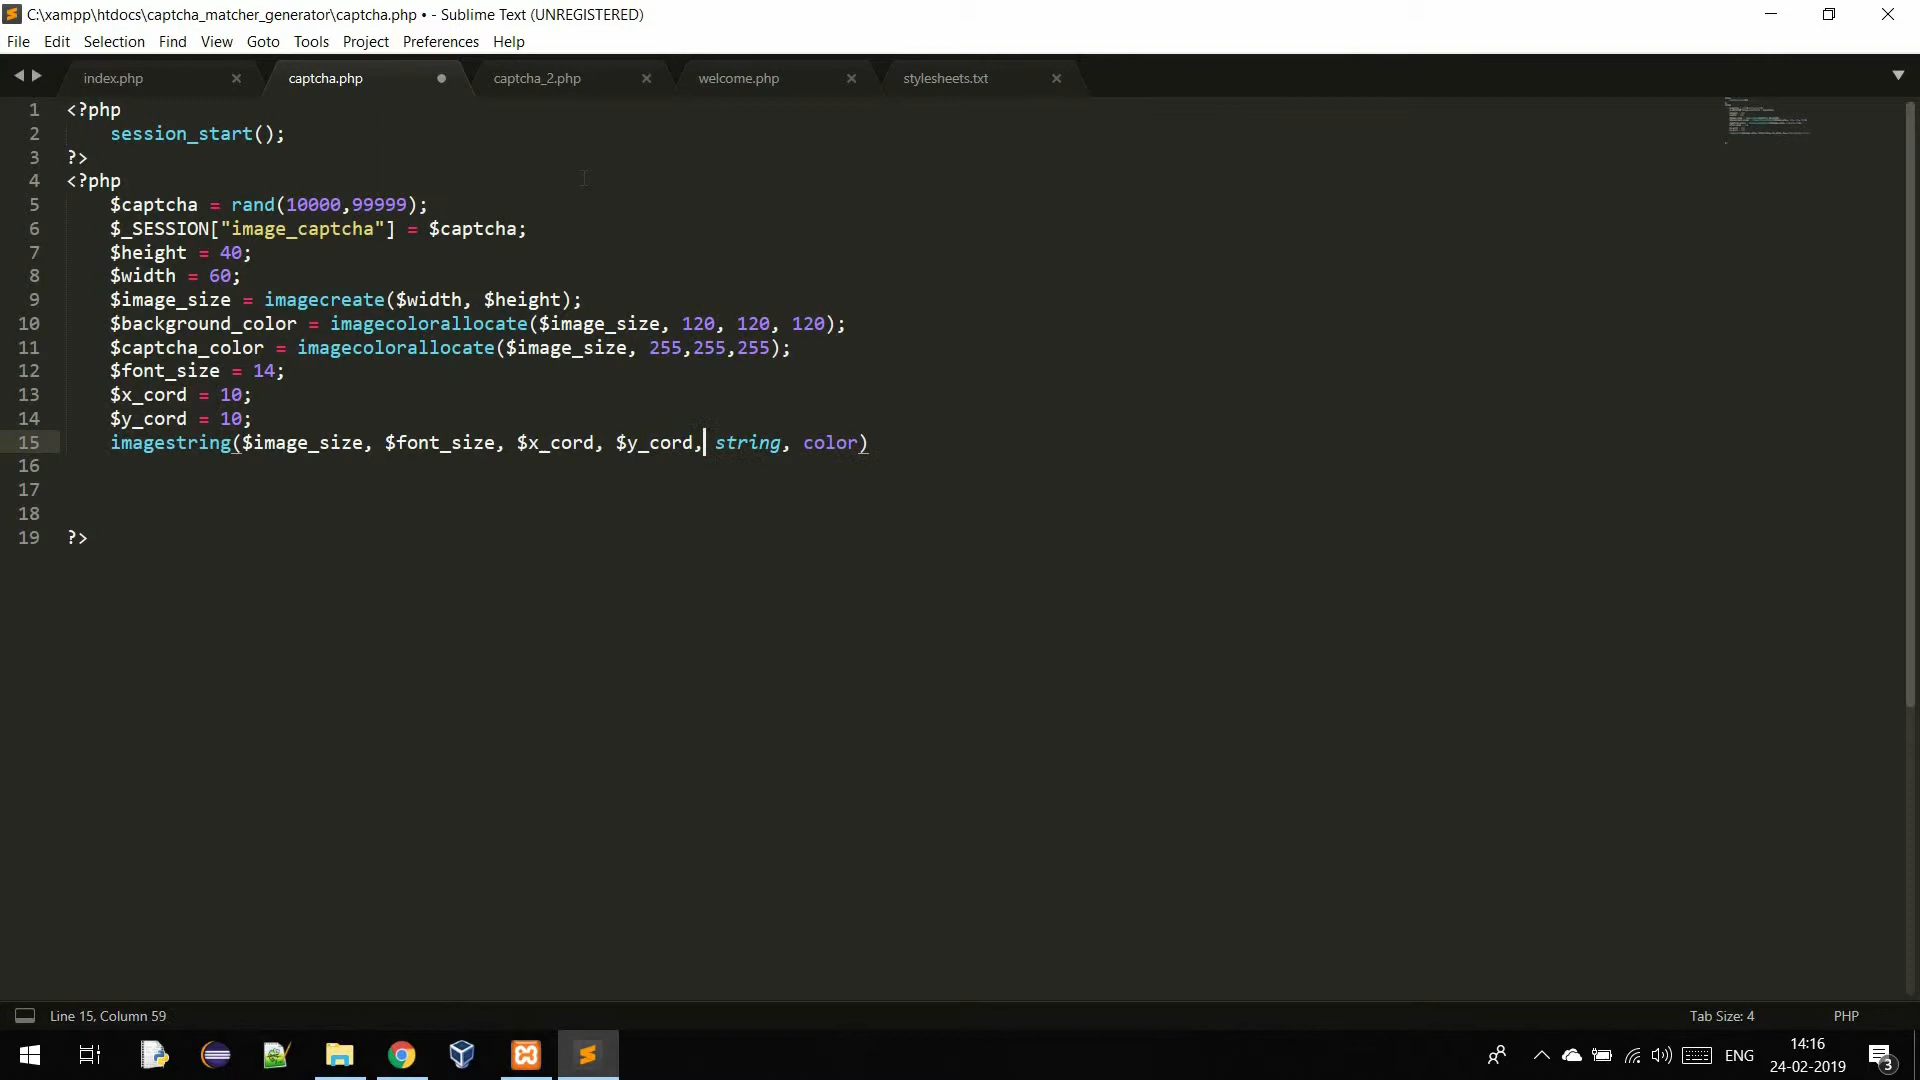 C:\xampp\htdocs\captcha_matcher_generator\captcha.php • - Sublime Text (UNREGISTERED)
File Edit Selection Find View Goto Tools Project Preferences Help
index.php captcha.php captcha_2.php welcome.php stylesheets.txt
1 <?php
2 session_start();
3 ?>
4 <?php
5 $captcha = rand(10000,99999);
6 $_SESSION["image_captcha"] = $captcha;
7 $height = 40;
8 $width = 60;
9 $image_size = imagecreate($width, $height);
10 $background_color = imagecolorallocate($image_size, 120, 120, 120);
11 $captcha_color = imagecolorallocate($image_size, 255,255,255);
12 $font_size = 14;
13 $x_cord = 10;
14 $y_cord = 10;
15 imagestring($image_size, $font_size, $x_cord, $y_cord, string, color)
16
17
18
19 ?>
Line 15, Column 59 Tab Size: 4 PHP
ENG 14:16
24-02-2019 3